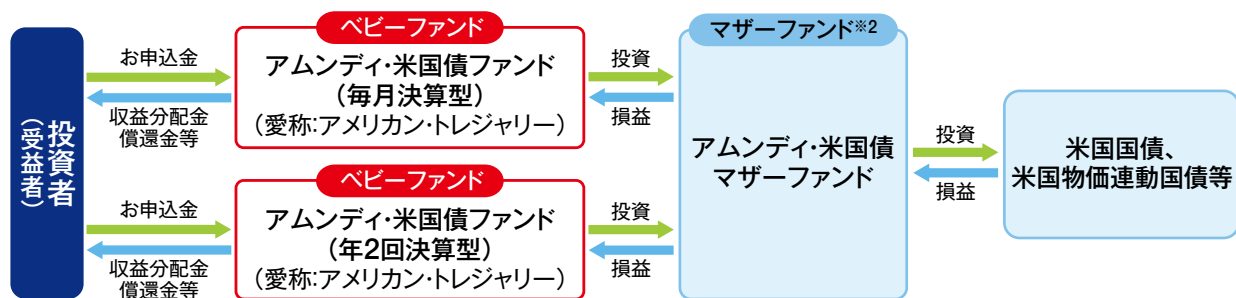 投資者
（受益者）
お申込金
収益分配金
償還金等
ベビーファンド
アムンディ・米国債ファンド
（毎月決算型）
（愛称：アメリカン・トレジャリー）
投資
損益
お申込金
収益分配金
償還金等
ベビーファンド
アムンディ・米国債ファンド
（年2回決算型）
（愛称：アメリカン・トレジャリー）
投資
損益
マザーファンド※2
アムンディ・米国債
マザーファンド
投資
損益
米国国債、
米国物価連動国債等